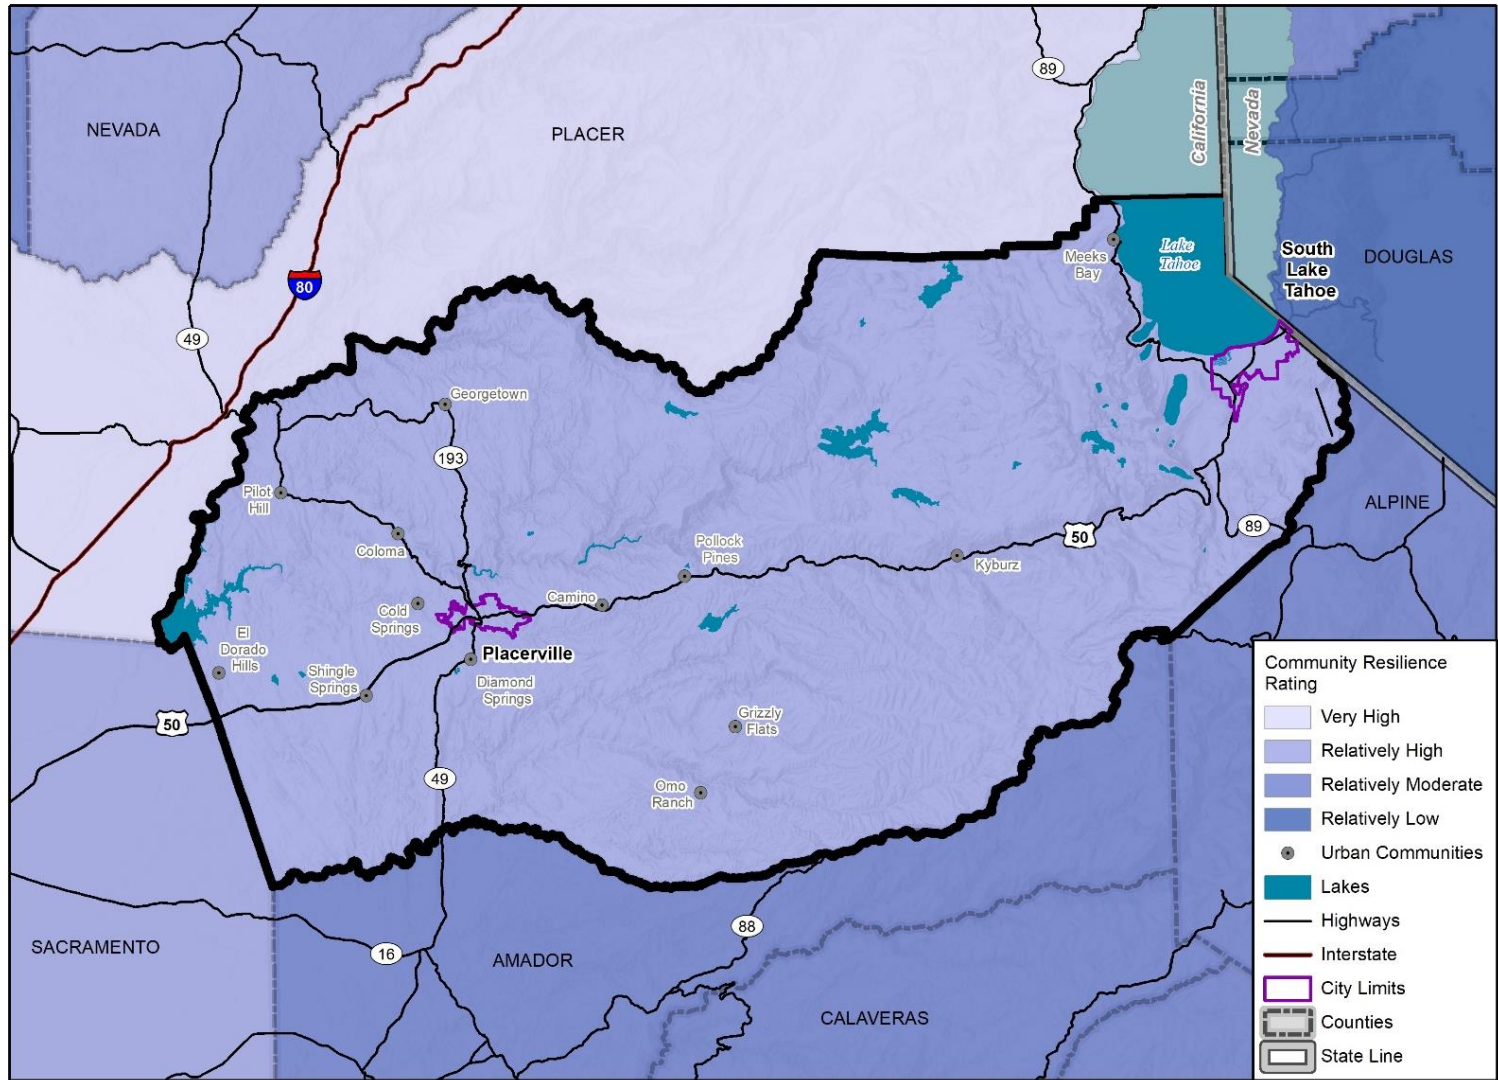 NEVADA
PLACER
89
California
Nevada
80
49
Meeks
Bay
Lake
Tahoe
South
Lake
Tahoe
DOUGLAS
Georgetown
193
Pilot
Hill
Coloma
Pollock
Pines
50
89
ALPINE
Kyburz
Camino
Cold
Springs
El
Dorado
Hills
Placerville
Shingle
Springs
Diamond
Springs
50
Grizzly
Flats
49
Omo
Ranch
SACRAMENTO
16
AMADOR
88
CALAVERAS
Community Resilience
Rating
Very High
Relatively High
Relatively Moderate
Relatively Low
Urban Communities
Lakes
Highways
Interstate
City Limits
Counties
State Line